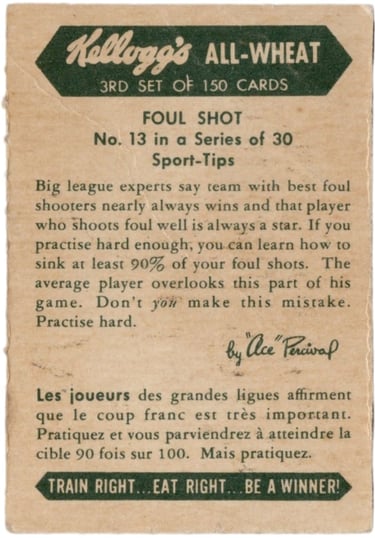 Kellogg's ALL-WHEAT
3RD SET OF 150 CARDS
FOUL SHOT
No. 13 in a Series of 30
Sport-Tips
Big league experts say team with best foul
shooters nearly always wins and that player
who shoots foul well is always a star. If you
practise hard enough, you can learn how to
sink at least 90% of your foul shots. The
average player overlooks this part of his
game. Don't you make this mistake.
Practise hard.
by "Ace" Percival
Les joueurs des grandes ligues affirment
que le coup franc est très important.
Pratiquez et vous parviendrez à atteindre la
cible 90 fois sur 100. Mais pratiquez.
TRAIN RIGHT...EAT RIGHT...BE A WINNER!